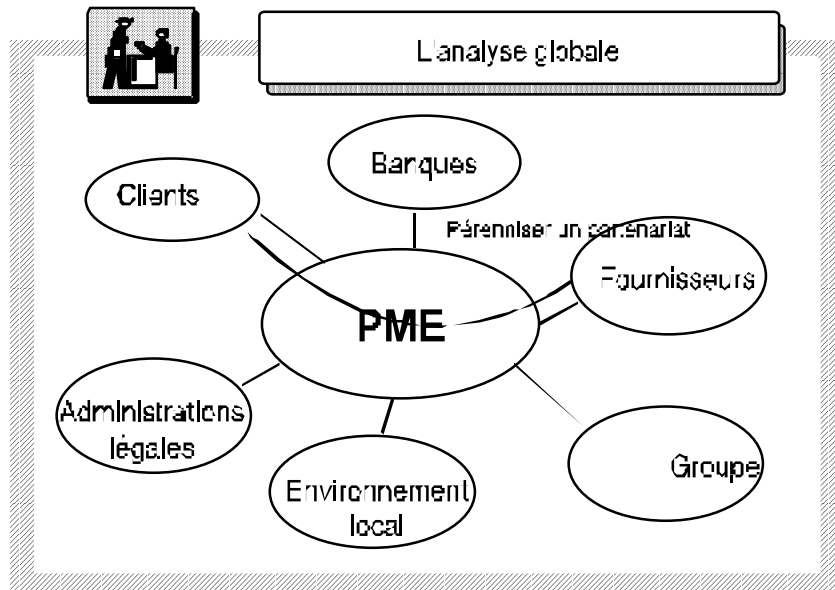 L'analyse globale
Banques
Clients
Pérenniser un partenariat
Fournisseurs
PME
Administrations
légales
Groupe
Environnement
local